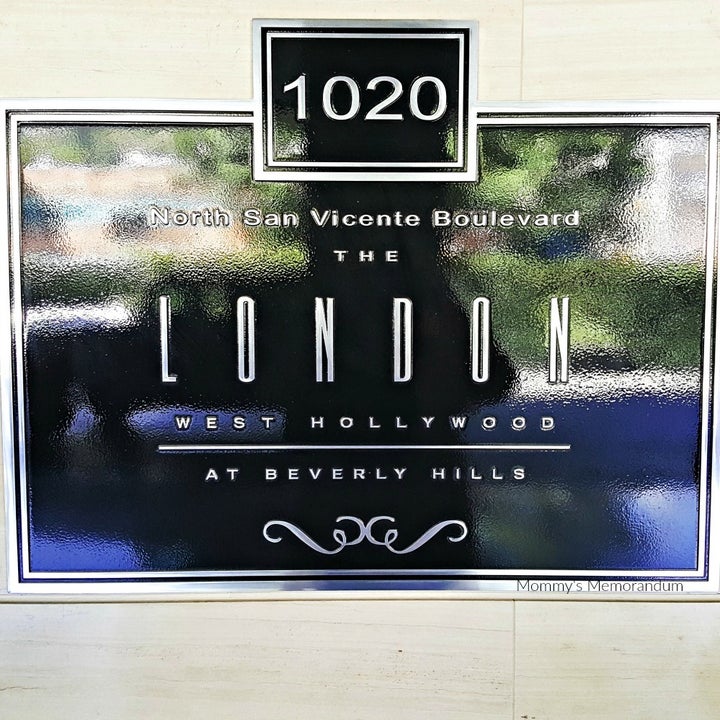 1020
North San Vicente Boulevard
THE
LONDON
WEST HOLLYWOOD
AT BEVERLY HILLS
Mommy's Memorandum